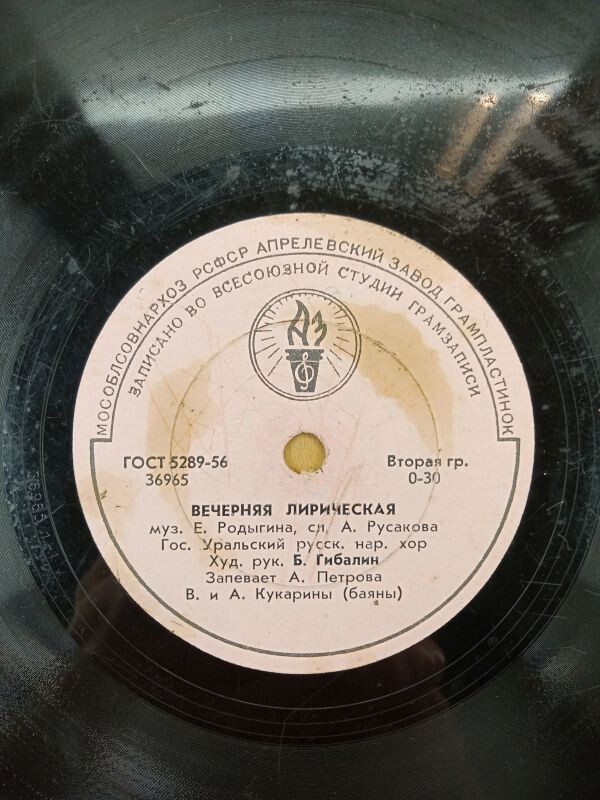 МОСОБЛСОВНАРХОЗ РСФСР АПРЕЛЕВСКИЙ ЗАВОД ГРАМПЛАСТИНОК
ЗАПИСАНО ВО ВСЕСОЮЗНОЙ СТУДИИ ГРАМЗАПИСИ
АЗ
ГОСТ 5289-56 Вторая гр.
36965 0-30
ВЕЧЕРНЯЯ ЛИРИЧЕСКАЯ
муз. Е. Родыгина, сл. А. Русакова
Гос. Уральский русск. нар. хор
Худ. рук. Б. Гибалин
Запевает А. Петрова
В. и А. Кукарины (баяны)